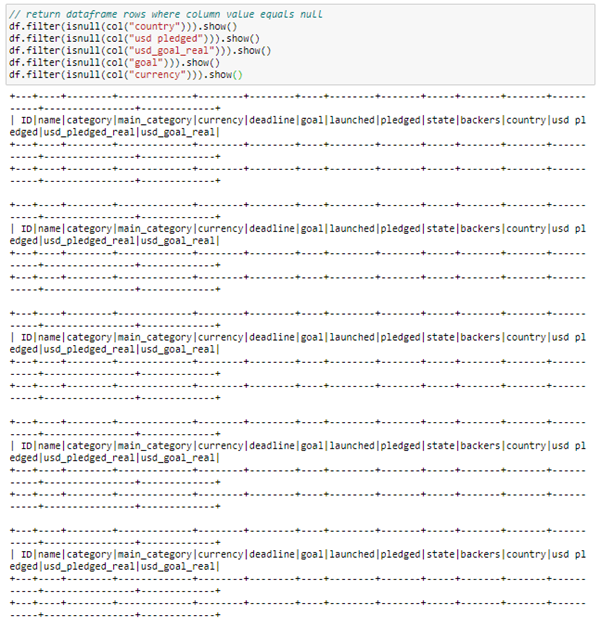 // return dataframe rows where column value equals null
df.filter(isnull(col("country"))).show()
df.filter(isnull(col("usd pledged"))).show()
df.filter(isnull(col("usd_goal_real"))).show()
df.filter(isnull(col("goal"))).show()
df.filter(isnull(col("currency"))).show()
+---+----+--------+-------------+--------+--------+----+--------+-------+-----+-------+-------+------
-----+----------------+-------------+
| ID|name|category|main_category|currency|deadline|goal|launched|pledged|state|backers|country|usd pl
edged|usd_pledged_real|usd_goal_real|
+---+----+--------+-------------+--------+--------+----+--------+-------+-----+-------+-------+------
-----+----------------+-------------+
+---+----+--------+-------------+--------+--------+----+--------+-------+-----+-------+-------+------
-----+----------------+-------------+

+---+----+--------+-------------+--------+--------+----+--------+-------+-----+-------+-------+------
-----+----------------+-------------+
| ID|name|category|main_category|currency|deadline|goal|launched|pledged|state|backers|country|usd pl
edged|usd_pledged_real|usd_goal_real|
+---+----+--------+-------------+--------+--------+----+--------+-------+-----+-------+-------+------
-----+----------------+-------------+
+---+----+--------+-------------+--------+--------+----+--------+-------+-----+-------+-------+------
-----+----------------+-------------+

+---+----+--------+-------------+--------+--------+----+--------+-------+-----+-------+-------+------
-----+----------------+-------------+
| ID|name|category|main_category|currency|deadline|goal|launched|pledged|state|backers|country|usd pl
edged|usd_pledged_real|usd_goal_real|
+---+----+--------+-------------+--------+--------+----+--------+-------+-----+-------+-------+------
-----+----------------+-------------+
+---+----+--------+-------------+--------+--------+----+--------+-------+-----+-------+-------+------
-----+----------------+-------------+

+---+----+--------+-------------+--------+--------+----+--------+-------+-----+-------+-------+------
-----+----------------+-------------+
| ID|name|category|main_category|currency|deadline|goal|launched|pledged|state|backers|country|usd pl
edged|usd_pledged_real|usd_goal_real|
+---+----+--------+-------------+--------+--------+----+--------+-------+-----+-------+-------+------
-----+----------------+-------------+
+---+----+--------+-------------+--------+--------+----+--------+-------+-----+-------+-------+------
-----+----------------+-------------+

+---+----+--------+-------------+--------+--------+----+--------+-------+-----+-------+-------+------
-----+----------------+-------------+
| ID|name|category|main_category|currency|deadline|goal|launched|pledged|state|backers|country|usd pl
edged|usd_pledged_real|usd_goal_real|
+---+----+--------+-------------+--------+--------+----+--------+-------+-----+-------+-------+------
-----+----------------+-------------+
+---+----+--------+-------------+--------+--------+----+--------+-------+-----+-------+-------+------
-----+----------------+-------------+